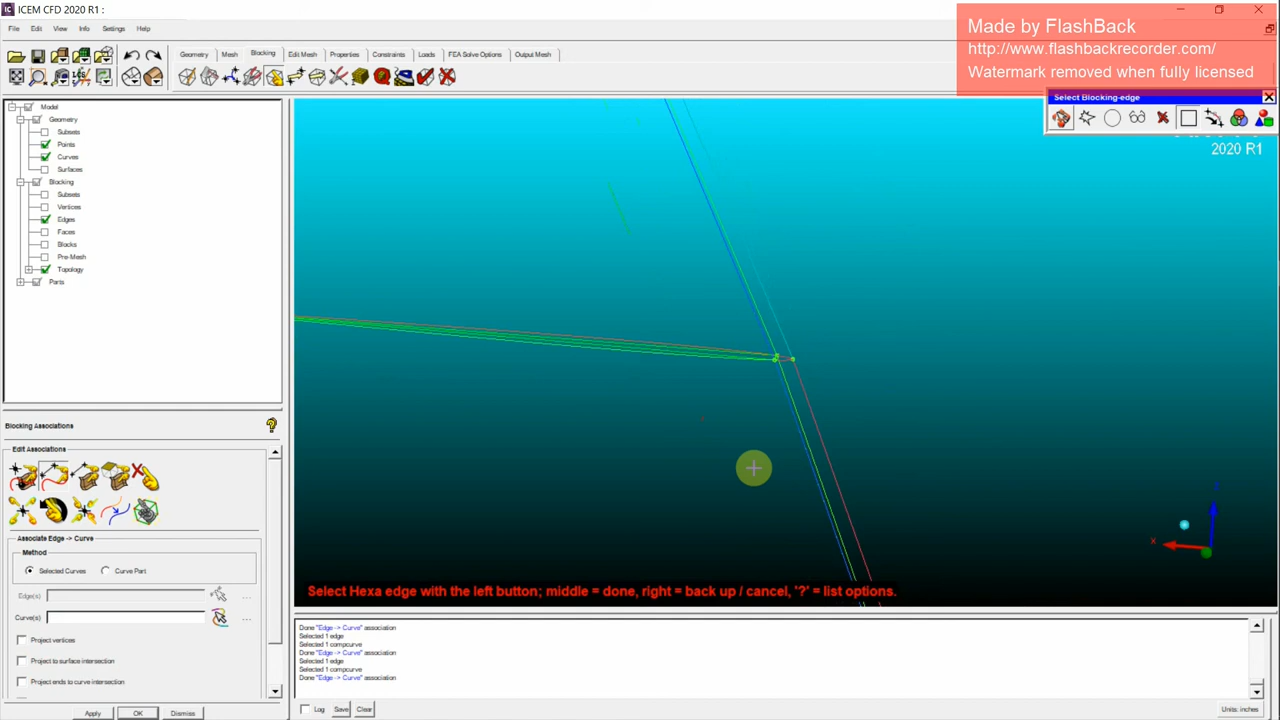 ICEM CFD 2020 R1 :
Made by FlashBack
http://www.flashbackrecorder.com/
Watermark removed when fully licensed
File Edit View Info Settings Help
Geometry Mesh Blocking Edit Mesh Properties Constraints Loads FEA Solve Options Output Mesh
Select Blocking-edge
2020 R1
Model
Geometry
Subsets
Points
Curves
Surfaces
Blocking
Subsets
Vertices
Edges
Faces
Blocks
Pre-Mesh
Topology
Parts
Blocking Associations
Edit Associations
Associate Edge -> Curve
Method
Selected Curves Curve Part
Edge(s)
Curve(s)
Project vertices
Project to surface intersection
Project ends to curve intersection
Apply OK Dismiss
X
Select Hexa edge with the left button; middle = done, right = back up / cancel, '?' = list options.
Done "Edge -> Curve" association
Selected 1 edge
Selected 1 compcurve
Done "Edge -> Curve" association
Selected 1 edge
Selected 1 compcurve
Done "Edge -> Curve" association
Log Save Clear
Units: inches